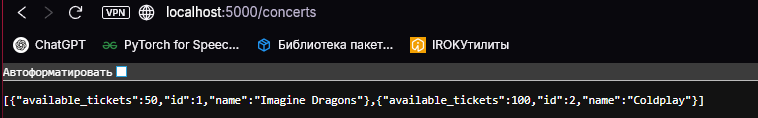 VPN localhost:5000/concerts
ChatGPT PyTorch for Speec... Библиотека пакет... IROKУтилиты
Автоформатировать
[{"available_tickets":50,"id":1,"name":"Imagine Dragons"},{"available_tickets":100,"id":2,"name":"Coldplay"}]